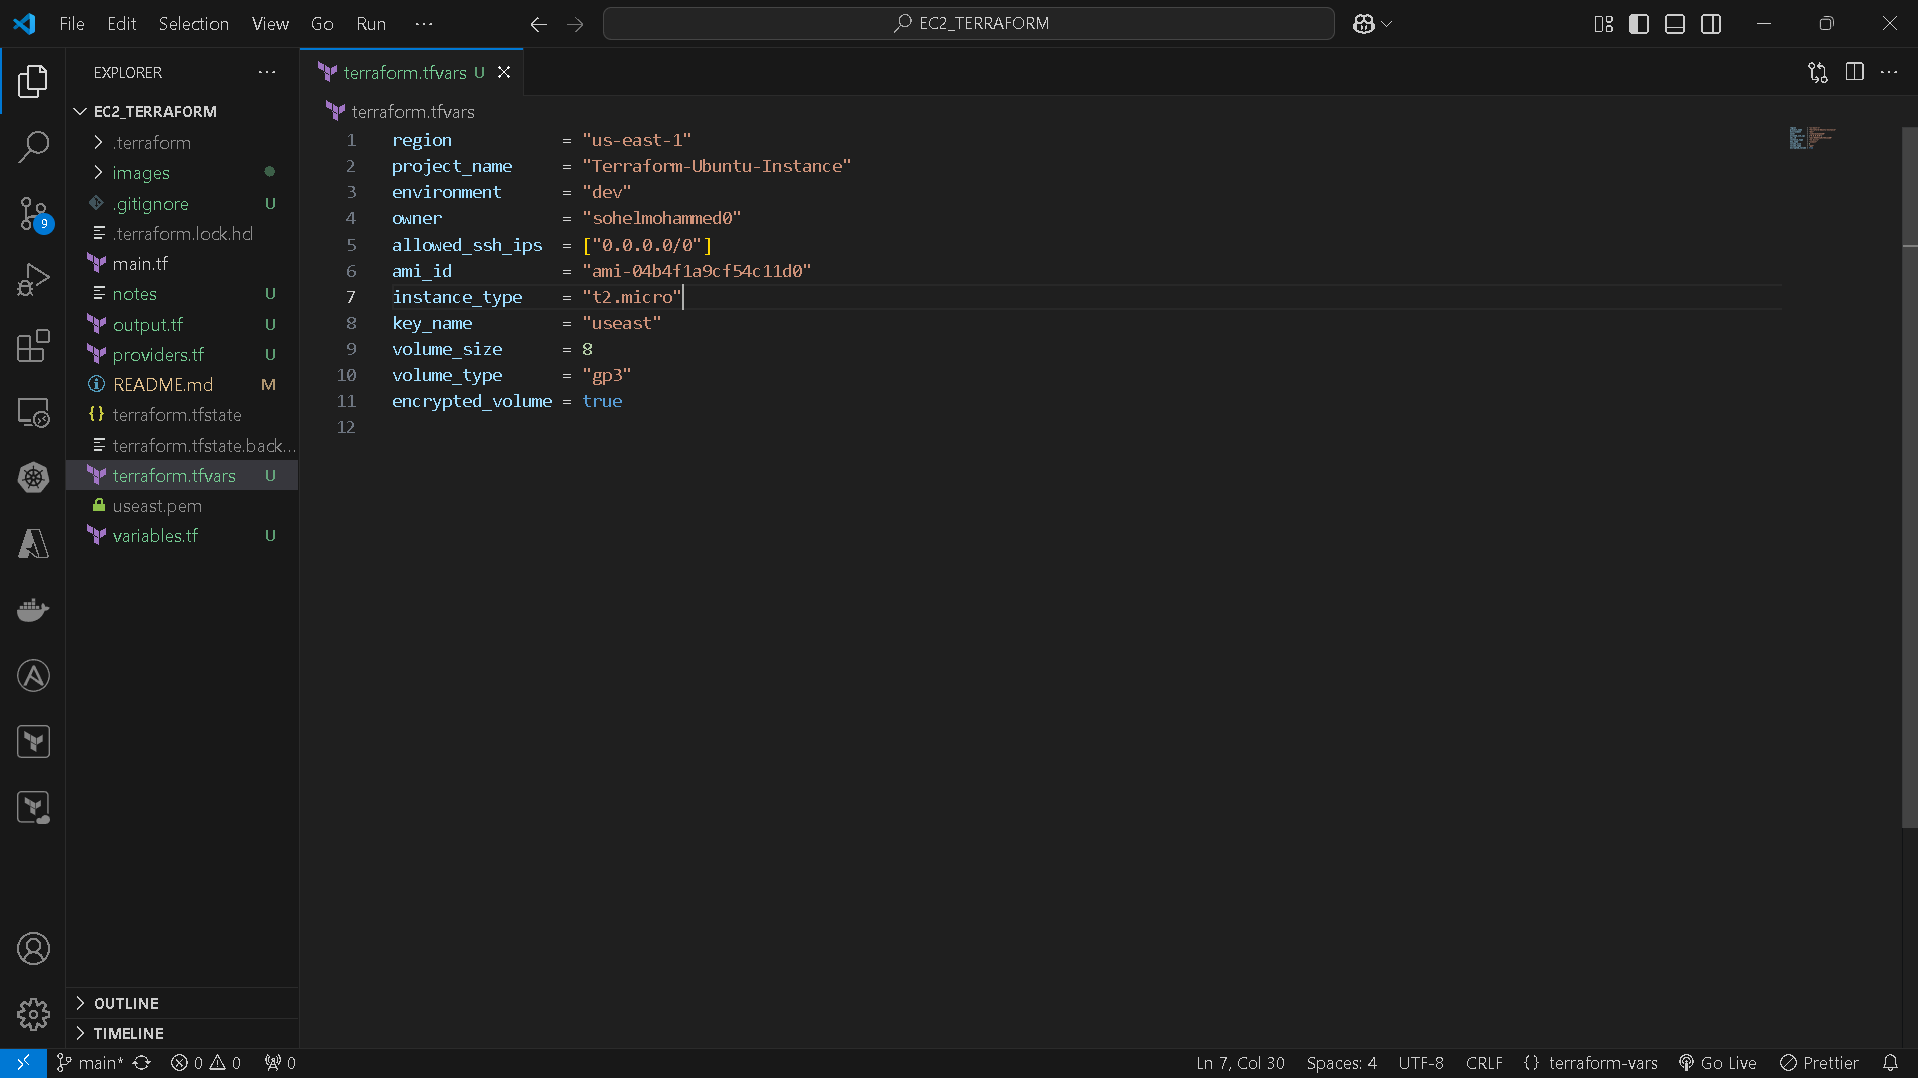 File Edit Selection View Go Run ··· EC2_TERRAFORM
EXPLORER ···
EC2_TERRAFORM
.terraform
images
.gitignore U
.terraform.lock.hcl
main.tf
notes U
output.tf U
providers.tf U
README.md M
terraform.tfstate
terraform.tfstate.back...
terraform.tfvars U
useast.pem
variables.tf U
OUTLINE
TIMELINE
9
terraform.tfvars U
terraform.tfvars
1 region = "us-east-1"
2 project_name = "Terraform-Ubuntu-Instance"
3 environment = "dev"
4 owner = "sohelmohammed0"
5 allowed_ssh_ips = ["0.0.0.0/0"]
6 ami_id = "ami-04b4f1a9cf54c11d0"
7 instance_type = "t2.micro"
8 key_name = "useast"
9 volume_size = 8
10 volume_type = "gp3"
11 encrypted_volume = true
12
main* 0 0 0 Ln 7, Col 30 Spaces: 4 UTF-8 CRLF {} terraform-vars Go Live Prettier